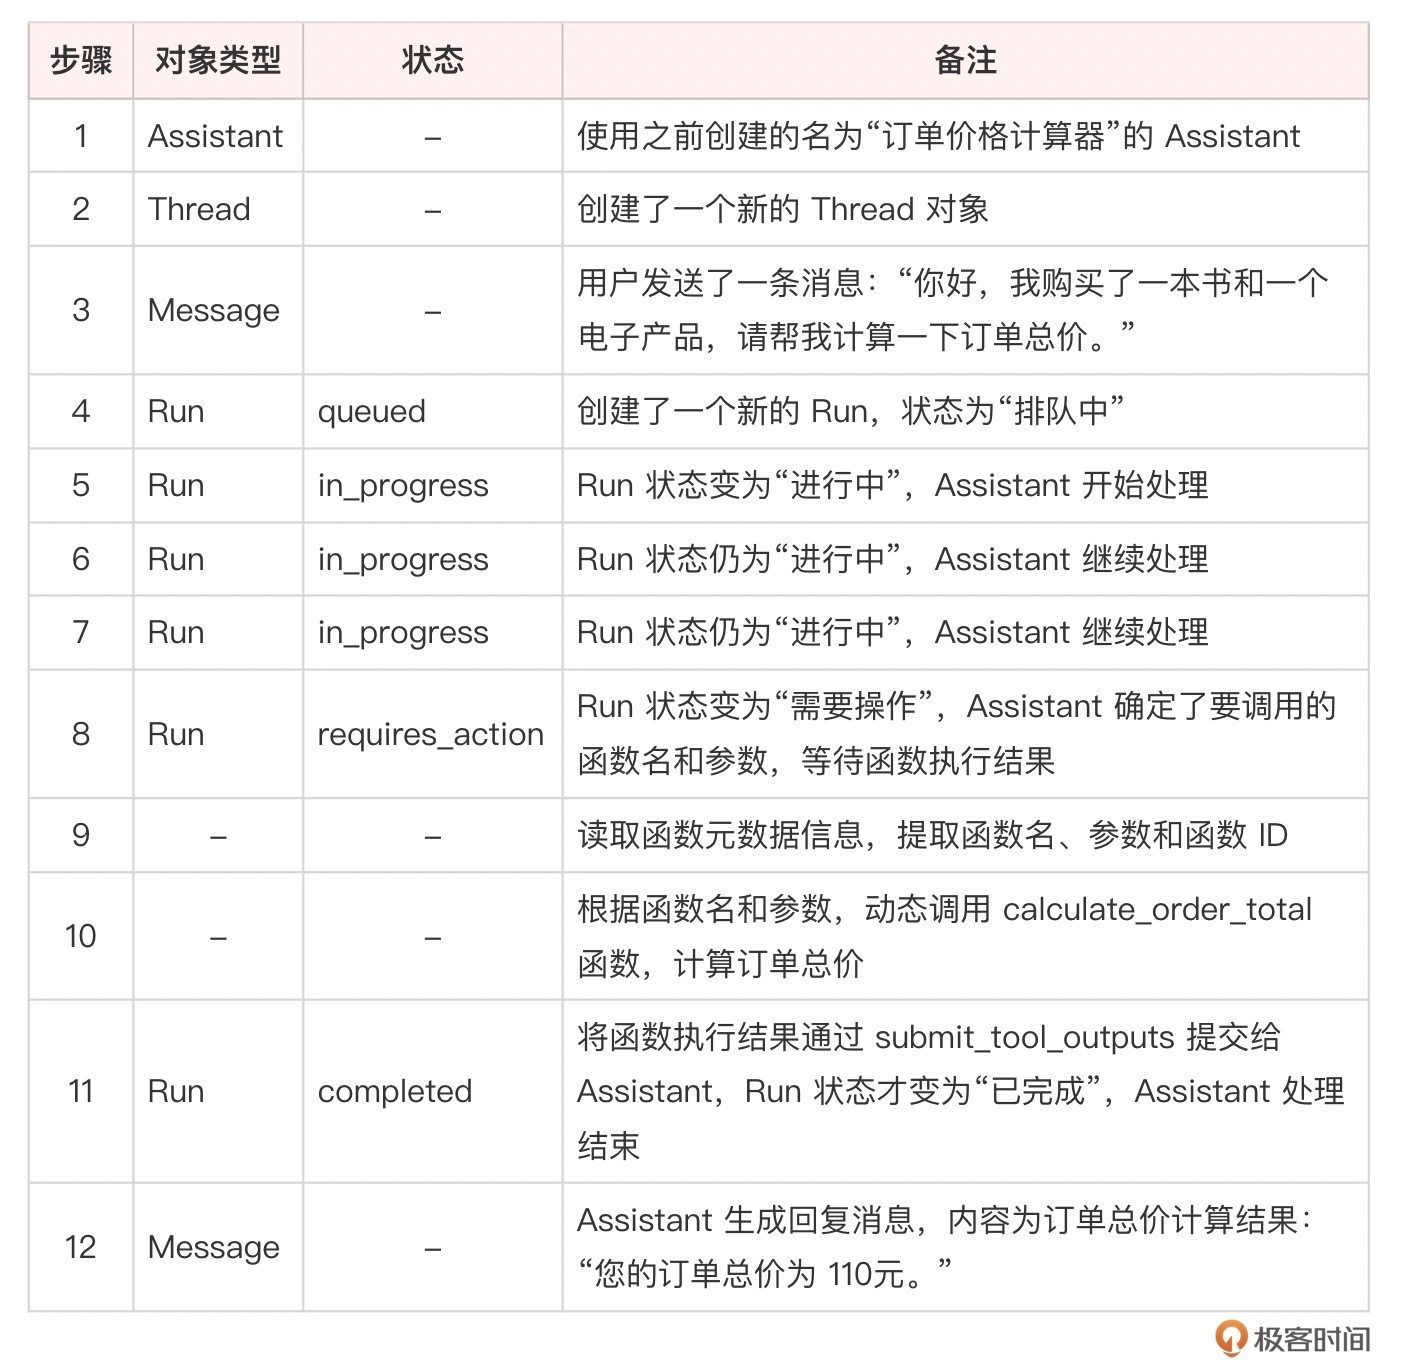 步骤 对象类型 状态 备注
1 Assistant – 使用之前创建的名为“订单价格计算器”的 Assistant
2 Thread – 创建了一个新的 Thread 对象
3 Message – 用户发送了一条消息：“你好，我购买了一本书和一个
电子产品，请帮我计算一下订单总价。”
4 Run queued 创建了一个新的 Run，状态为“排队中”
5 Run in_progress Run 状态变为“进行中”，Assistant 开始处理
6 Run in_progress Run 状态仍为“进行中”，Assistant 继续处理
7 Run in_progress Run 状态仍为“进行中”，Assistant 继续处理
8 Run requires_action Run 状态变为“需要操作”，Assistant 确定了要调用的
函数名和参数，等待函数执行结果
9 – – 读取函数元数据信息，提取函数名、参数和函数 ID
10 – – 根据函数名和参数，动态调用 calculate_order_total
函数，计算订单总价
11 Run completed 将函数执行结果通过 submit_tool_outputs 提交给
Assistant，Run 状态才变为“已完成”，Assistant 处理
结束
12 Message – Assistant 生成回复消息，内容为订单总价计算结果：
“您的订单总价为 110元。”
极客时间